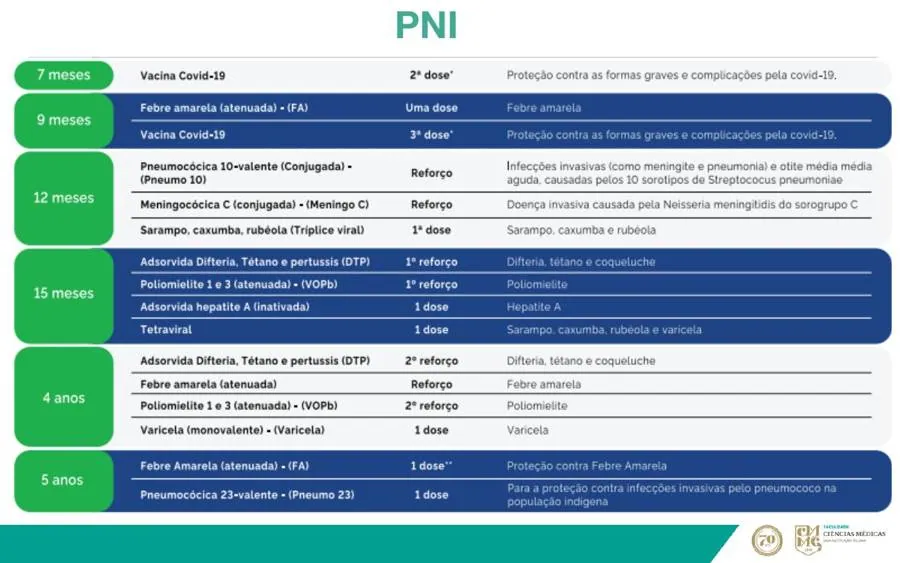 PNI
7 meses
Vacina Covid-19 2ª dose* Proteção contra as formas graves e complicações pela covid-19.
9 meses
Febre amarela (atenuada) - (FA) Uma dose Febre amarela
Vacina Covid-19 3ª dose* Proteção contra as formas graves e complicações pela covid-19.
12 meses
Pneumocócica 10-valente (Conjugada) - (Pneumo 10) Reforço Infecções invasivas (como meningite e pneumonia) e otite média média aguda, causadas pelos 10 sorotipos de Streptococus pneumoniae
Meningocócica C (conjugada) - (Meningo C) Reforço Doença invasiva causada pela Neisseria meningitidis do sorogrupo C
Sarampo, caxumba, rubéola (Tríplice viral) 1ª dose Sarampo, caxumba e rubéola
15 meses
Adsorvida Difteria, Tétano e pertussis (DTP) 1º reforço Difteria, tétano e coqueluche
Poliomielite 1 e 3 (atenuada) - (VOPb) 1º reforço Poliomielite
Adsorvida hepatite A (inativada) 1 dose Hepatite A
Tetraviral 1 dose Sarampo, caxumba, rubéola e varicela
4 anos
Adsorvida Difteria, Tétano e pertussis (DTP) 2º reforço Difteria, tétano e coqueluche
Febre amarela (atenuada) Reforço Febre amarela
Poliomielite 1 e 3 (atenuada) - (VOPb) 2º reforço Poliomielite
Varicela (monovalente) - (Varicela) 1 dose Varicela
5 anos
Febre Amarela (atenuada) - (FA) 1 dose** Proteção contra Febre Amarela
Pneumocócica 23-valente - (Pneumo 23) 1 dose Para a proteção contra infecções invasivas pelo pneumococo na população indígena
70
CMMG
FACULDADE
CIÊNCIAS MÉDICAS